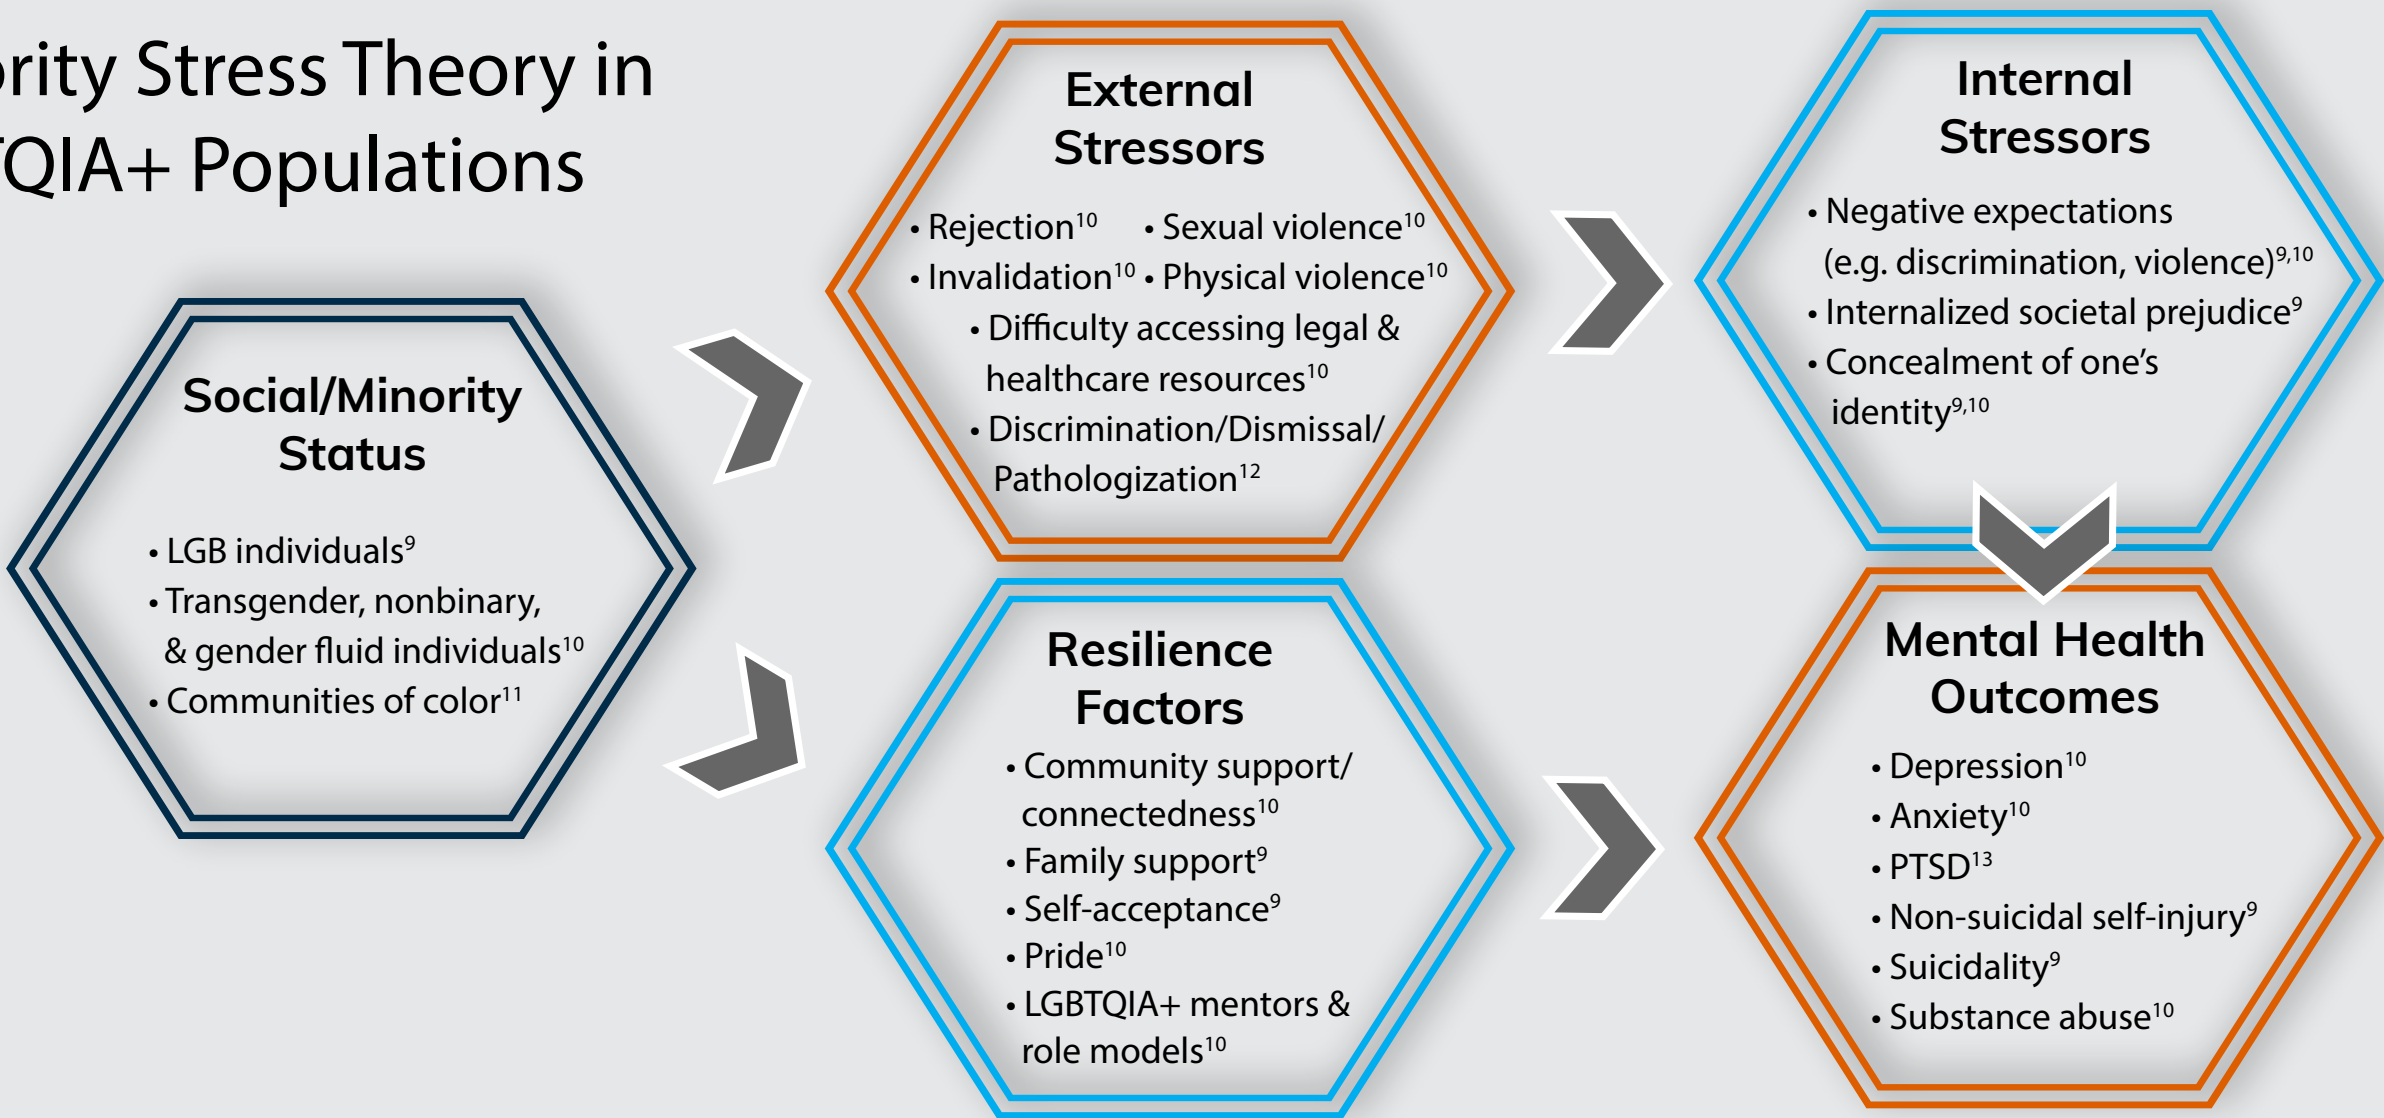 ority Stress Theory in
TQIA+ Populations
Social/Minority
Status
• LGB individuals⁹
• Transgender, nonbinary,
& gender fluid individuals¹⁰
• Communities of color¹¹
External
Stressors
• Rejection¹⁰ • Sexual violence¹⁰
• Invalidation¹⁰ • Physical violence¹⁰
• Difficulty accessing legal &
healthcare resources¹⁰
• Discrimination/Dismissal/
Pathologization¹²
Internal
Stressors
• Negative expectations
(e.g. discrimination, violence)⁹,¹⁰
• Internalized societal prejudice⁹
• Concealment of one's
identity⁹,¹⁰
Resilience
Factors
• Community support/
connectedness¹⁰
• Family support⁹
• Self-acceptance⁹
• Pride¹⁰
• LGBTQIA+ mentors &
role models¹⁰
Mental Health
Outcomes
• Depression¹⁰
• Anxiety¹⁰
• PTSD¹³
• Non-suicidal self-injury⁹
• Suicidality⁹
• Substance abuse¹⁰